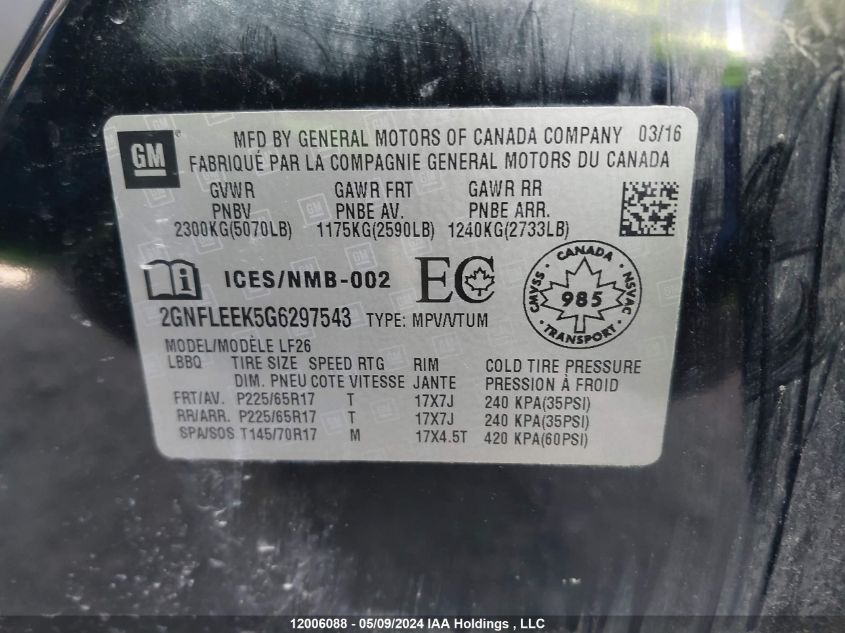 GM
MFD BY GENERAL MOTORS OF CANADA COMPANY 03/16
FABRIQUÉ PAR LA COMPAGNIE GENERAL MOTORS DU CANADA
GVWR GAWR FRT GAWR RR
PNBV PNBE AV. PNBE ARR.
2300KG(5070LB) 1175KG(2590LB) 1240KG(2733LB)
ICES/NMB-002 EC
CANADA CMVSS NSVAC 985 TRANSPORT
2GNFLEEK5G6297543 TYPE: MPV/VTUM
MODEL/MODÈLE LF26
LBBQ TIRE SIZE SPEED RTG RIM COLD TIRE PRESSURE
DIM. PNEU COTE VITESSE JANTE PRESSION À FROID
FRT/AV. P225/65R17 T 17X7J 240 KPA(35PSI)
RR/ARR. P225/65R17 T 17X7J 240 KPA(35PSI)
SPA/SOS T145/70R17 M 17X4.5T 420 KPA(60PSI)
12006088 - 05/09/2024 IAA Holdings , LLC